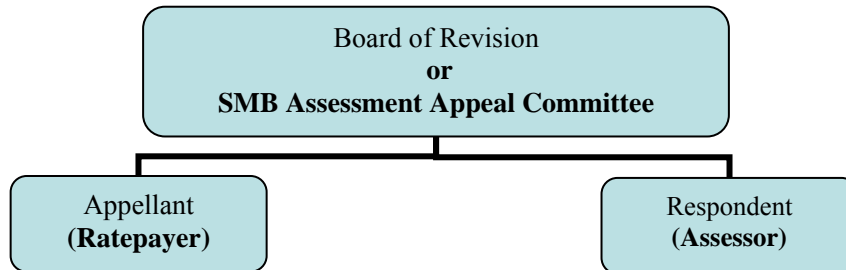 Board of Revision
or
SMB Assessment Appeal Committee
Appellant
(Ratepayer)
Respondent
(Assessor)